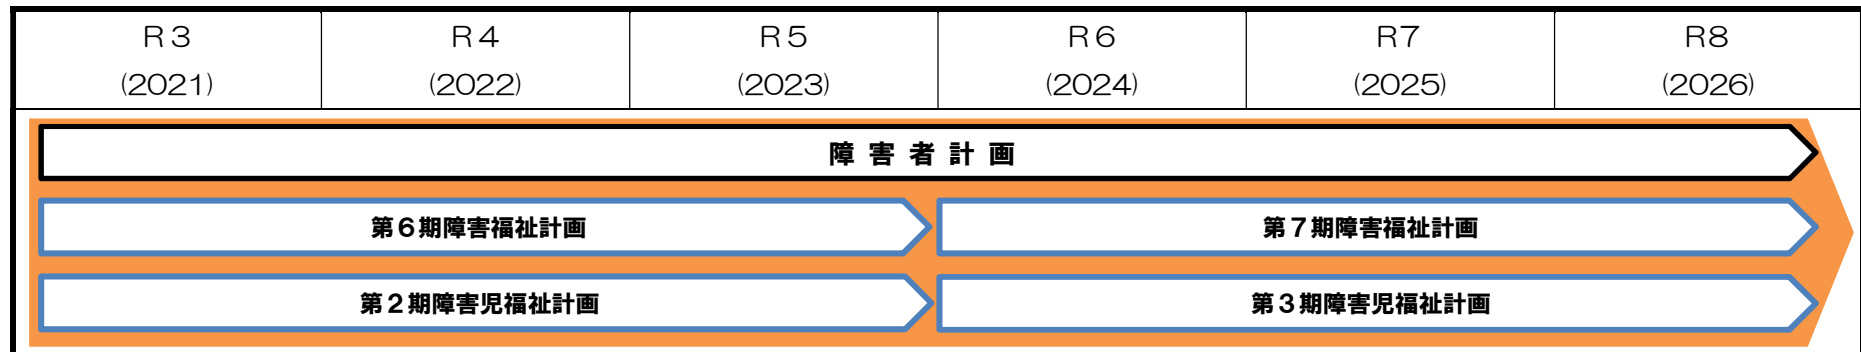 R3 R4 R5 R6 R7 R8
(2021) (2022) (2023) (2024) (2025) (2026)
障害者計画
第6期障害福祉計画 第7期障害福祉計画
第2期障害児福祉計画 第3期障害児福祉計画